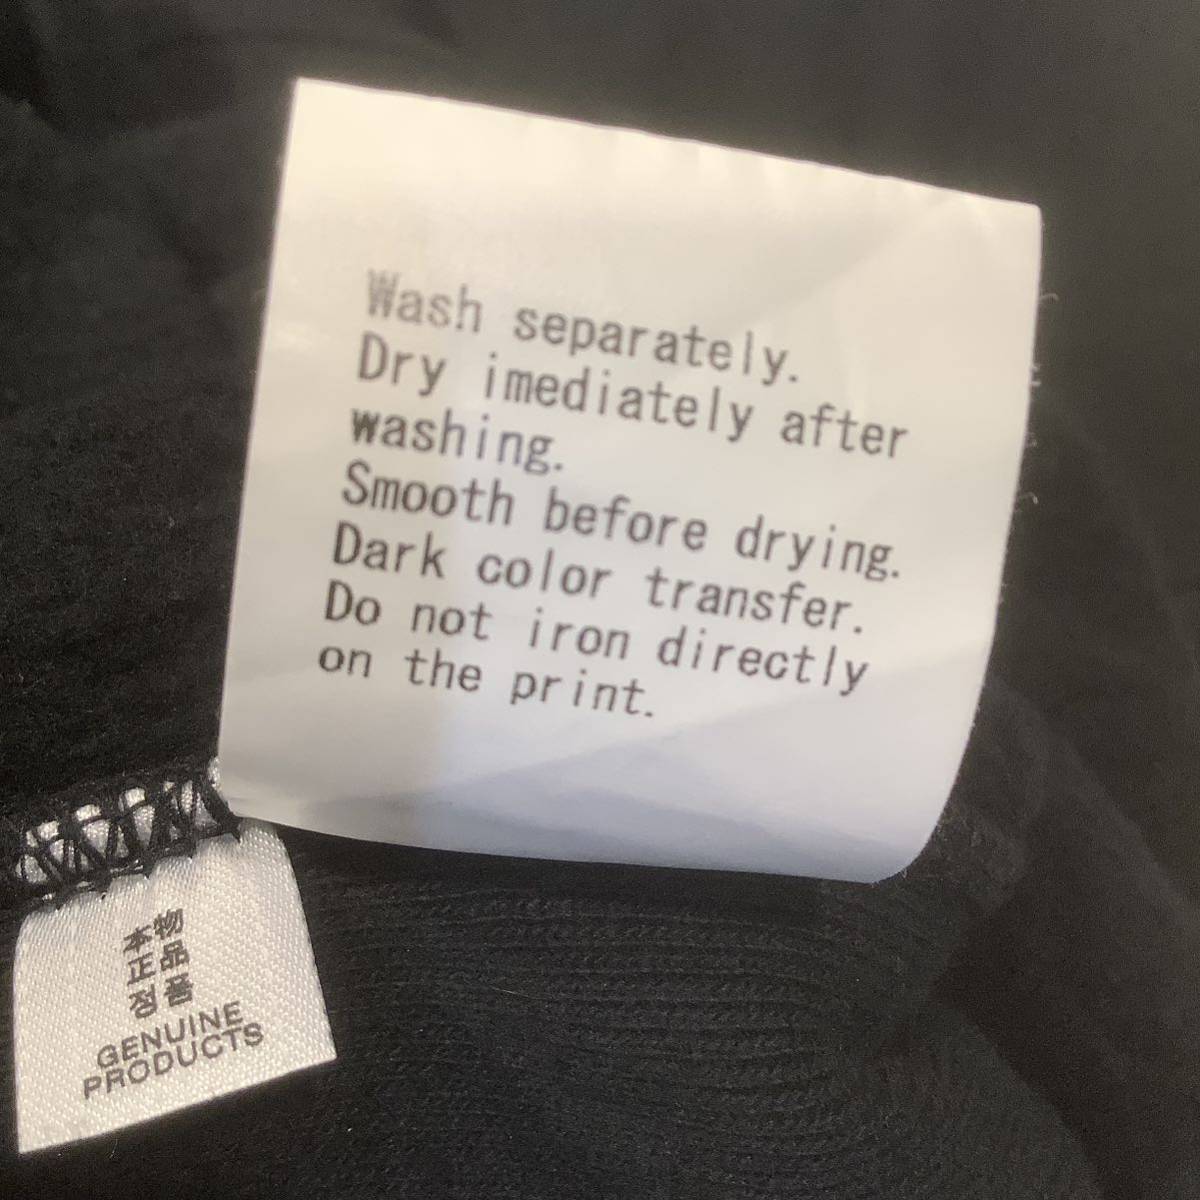 Wash separately.
Dry imediately after
washing.
Smooth before drying.
Dark color transfer.
Do not iron directly
on the print.
本物
正品
정품
GENUINE
PRODUCTS